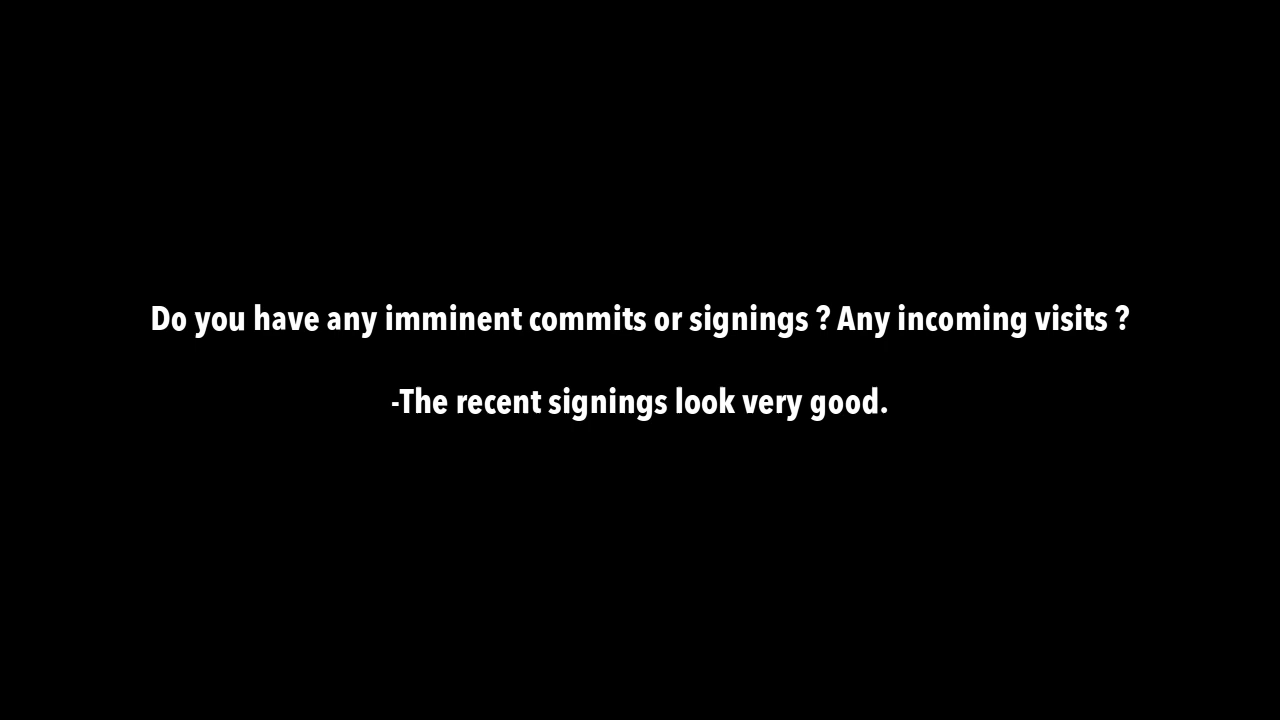 Do you have any imminent commits or signings ? Any incoming visits ?
-The recent signings look very good.